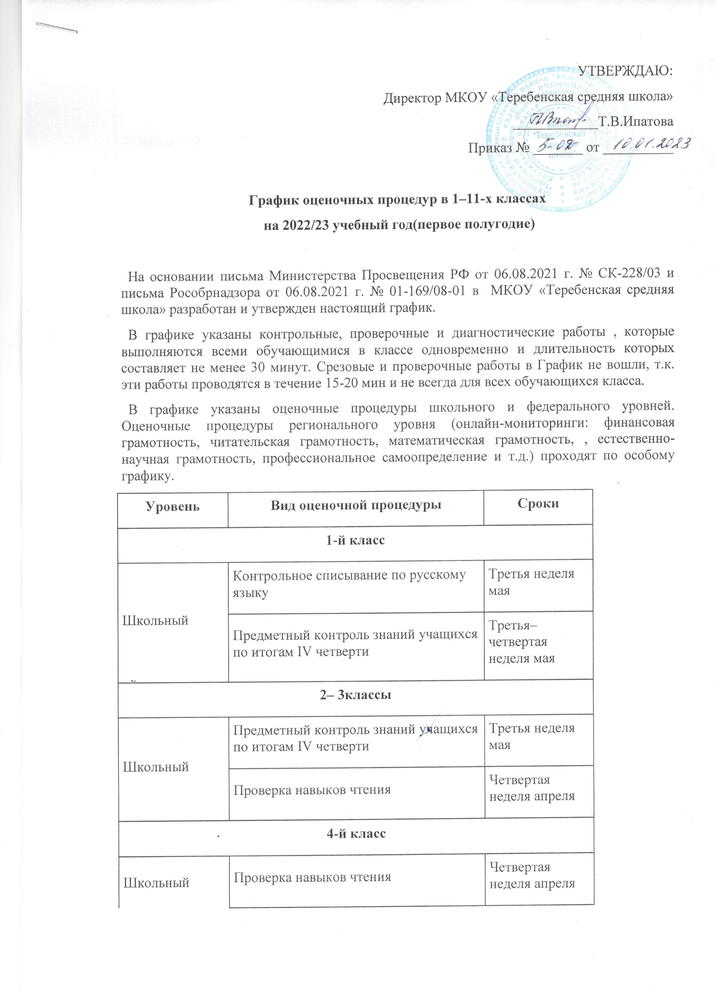 УТВЕРЖДАЮ:
Директор МКОУ «Теребенская средняя школа»
Т.В.Ипатова
Приказ № 5-ОД от 10.01.2023
МКОУ
"Теребенская
средняя
школа"
График оценочных процедур в 1–11-х классах
на 2022/23 учебный год(первое полугодие)
На основании письма Министерства Просвещения РФ от 06.08.2021 г. № СК-228/03 и
письма Рособрнадзора от 06.08.2021 г. № 01-169/08-01 в МКОУ «Теребенская средняя
школа» разработан и утвержден настоящий график.
В графике указаны контрольные, проверочные и диагностические работы , которые
выполняются всеми обучающимися в классе одновременно и длительность которых
составляет не менее 30 минут. Срезовые и проверочные работы в График не вошли, т.к.
эти работы проводятся в течение 15-20 мин и не всегда для всех обучающихся класса.
В графике указаны оценочные процедуры школьного и федерального уровней.
Оценочные процедуры регионального уровня (онлайн-мониторинги: финансовая
грамотность, читательская грамотность, математическая грамотность, , естественно-
научная грамотность, профессиональное самоопределение и т.д.) проходят по особому
графику.
Уровень Вид оценочной процедуры Сроки
1-й класс
Школьный
Контрольное списывание по русскому
языку
Третья неделя
мая
Предметный контроль знаний учащихся
по итогам IV четверти
Третья–
четвертая
неделя мая
2– 3классы
Школьный
Предметный контроль знаний учащихся
по итогам IV четверти
Третья неделя
мая
Проверка навыков чтения
Четвертая
неделя апреля
4-й класс
Школьный
Проверка навыков чтения
Четвертая
неделя апреля